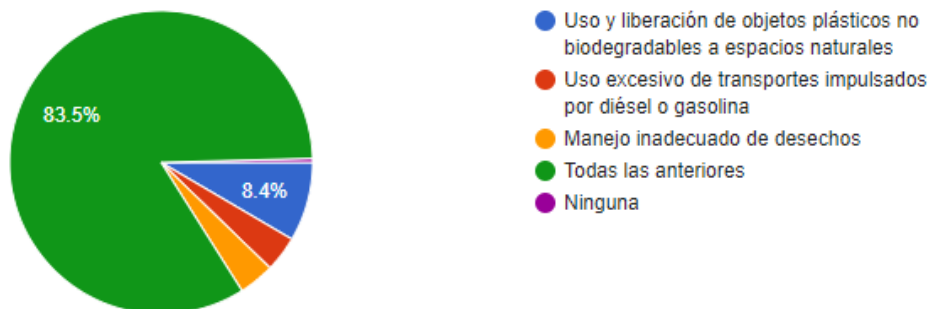 83.5%
8.4%
Uso y liberación de objetos plásticos no
biodegradables a espacios naturales
Uso excesivo de transportes impulsados
por diésel o gasolina
Manejo inadecuado de desechos
Todas las anteriores
Ninguna